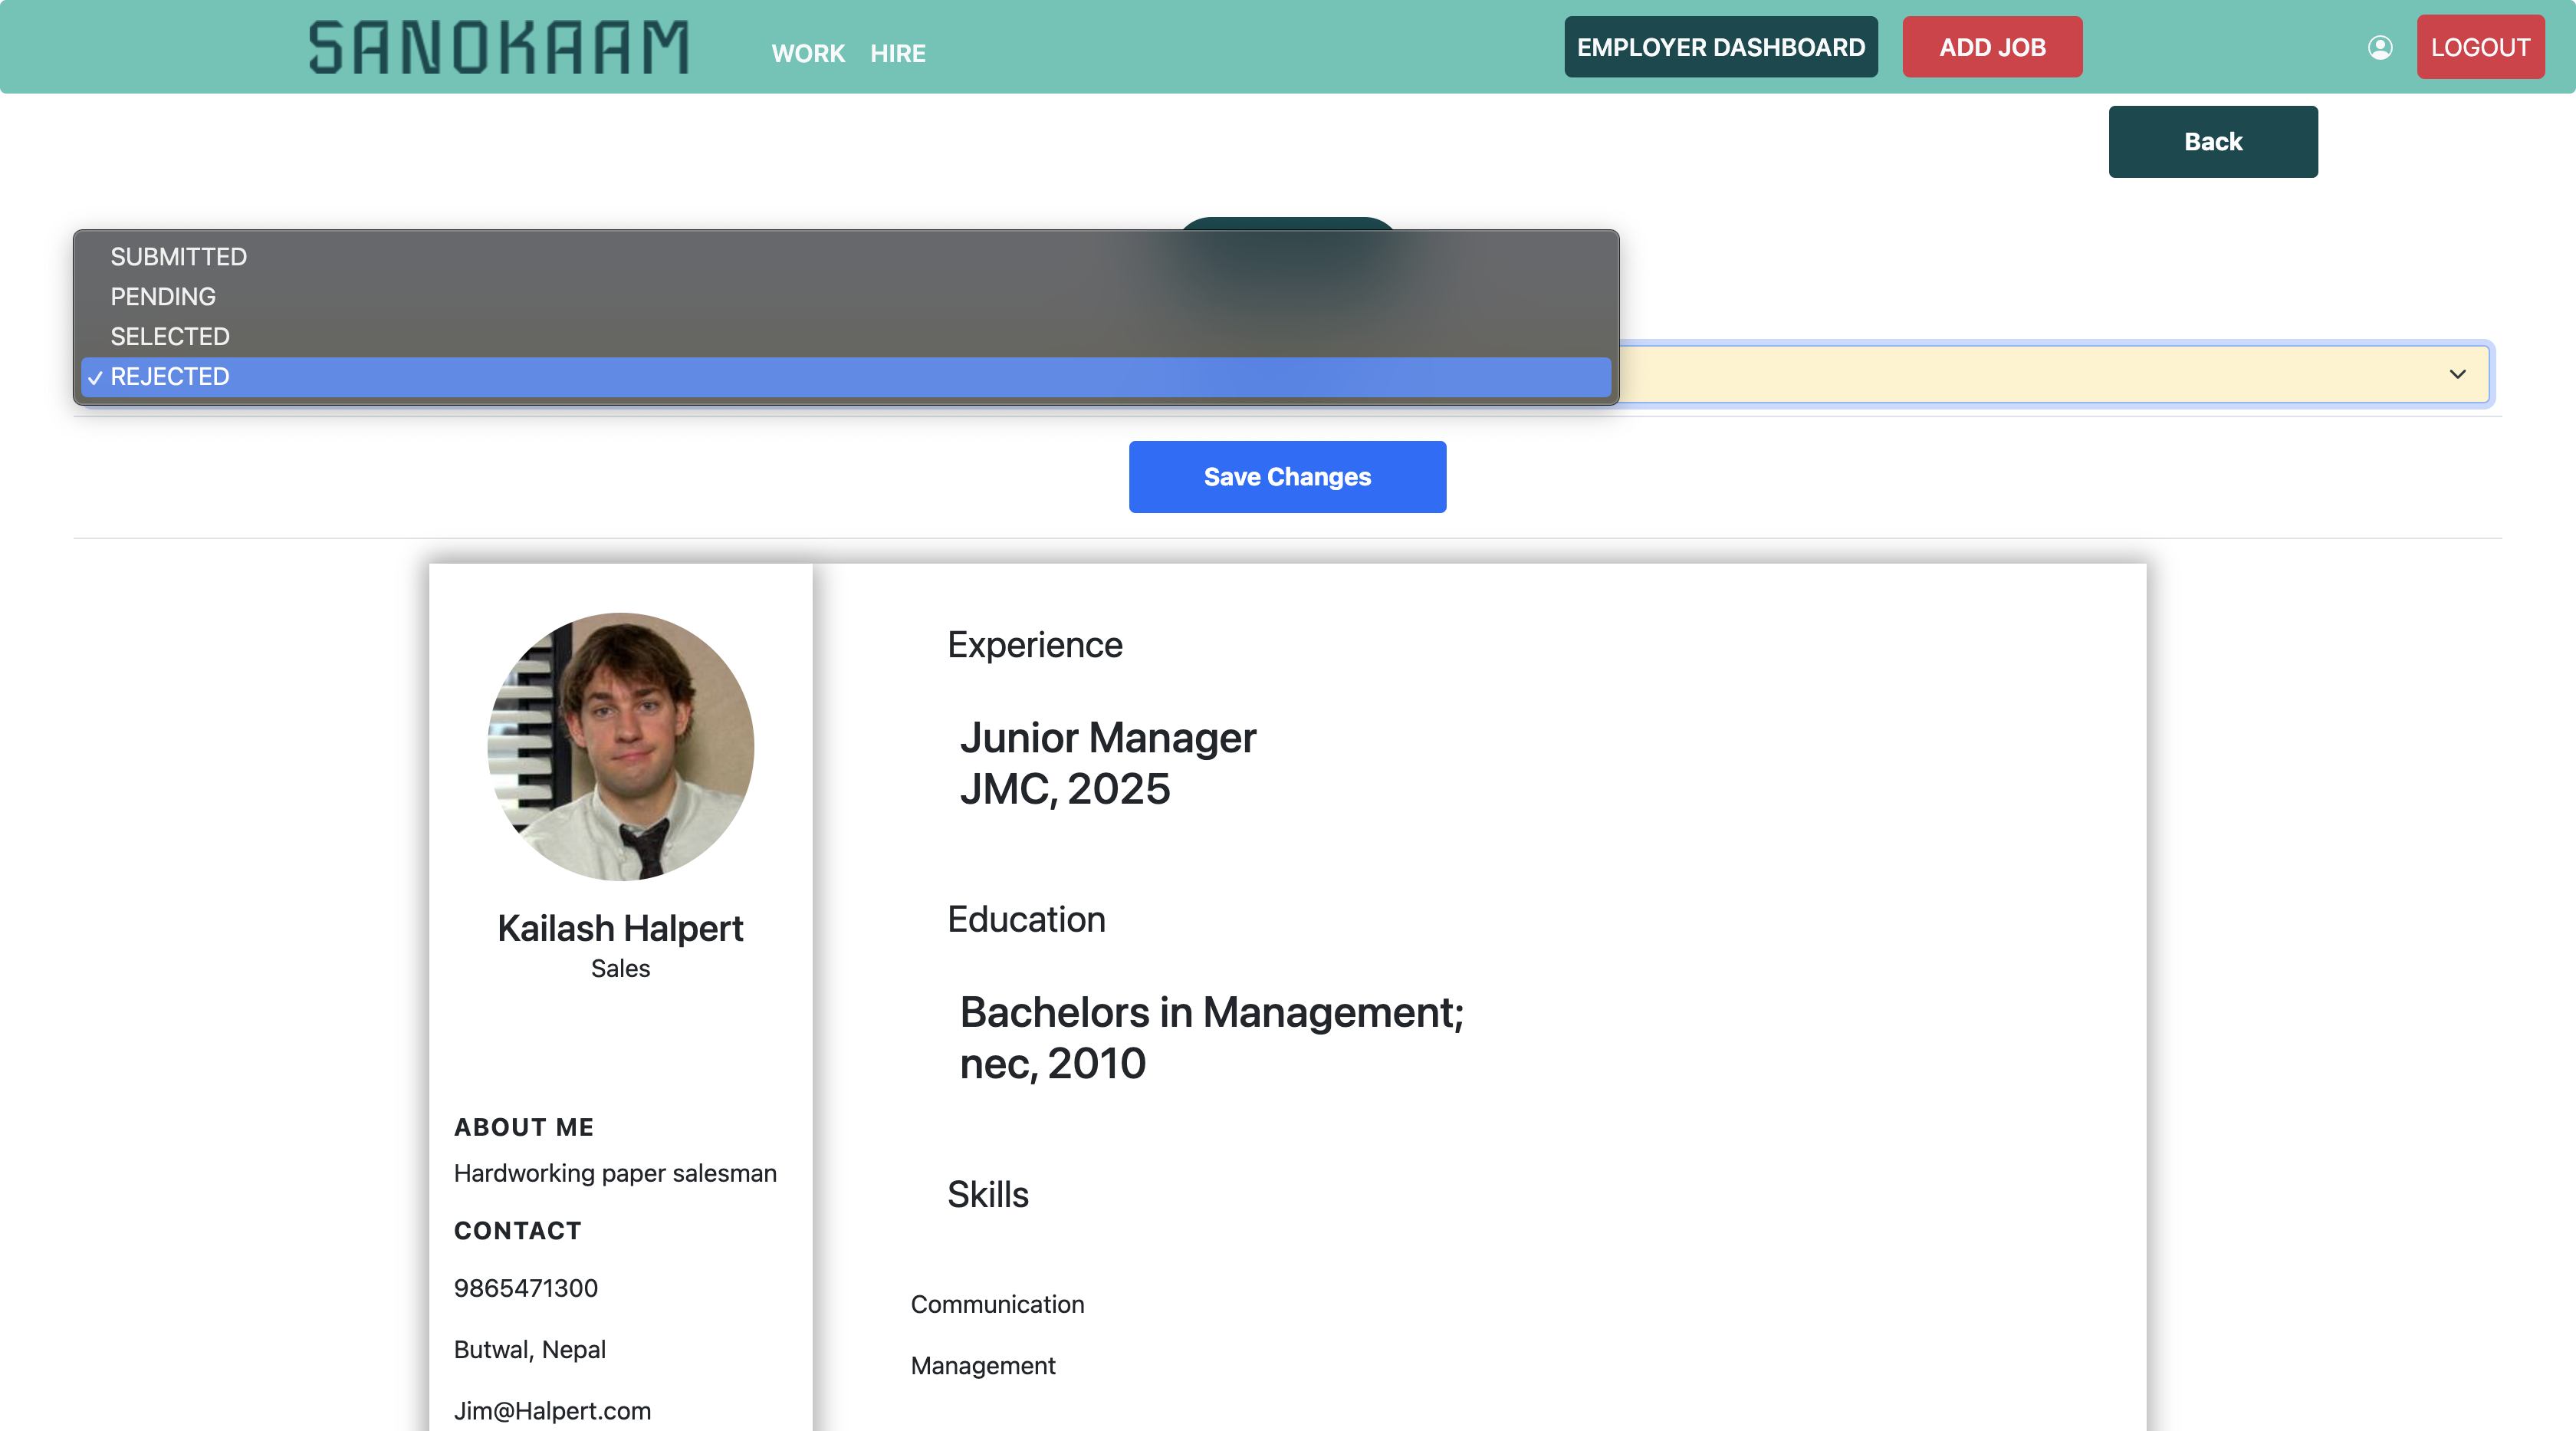 SANOKAAM WORK HIRE EMPLOYER DASHBOARD ADD JOB LOGOUT
Back
SUBMITTED
PENDING
SELECTED
✓ REJECTED
Save Changes
Kailash Halpert
Sales
ABOUT ME
Hardworking paper salesman
CONTACT
9865471300
Butwal, Nepal
Jim@Halpert.com
Experience
Junior Manager
JMC, 2025
Education
Bachelors in Management;
nec, 2010
Skills
Communication
Management